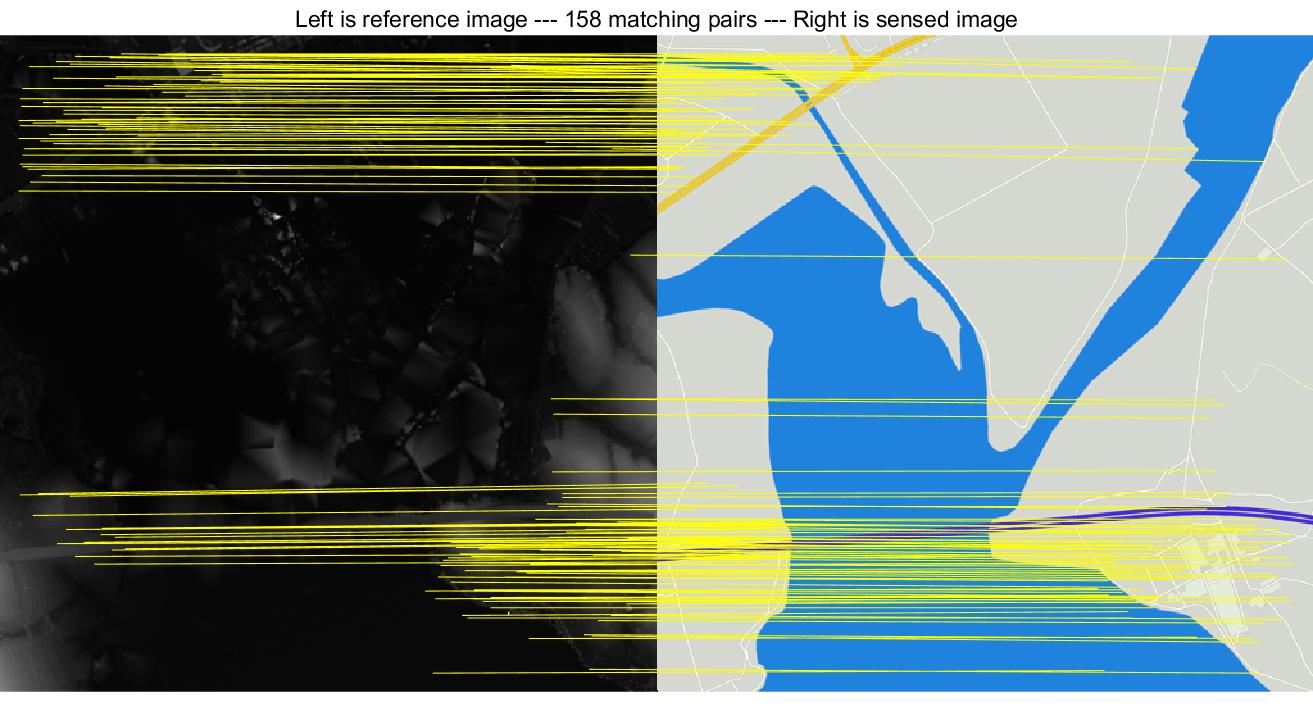 Left is reference image --- 158 matching pairs --- Right is sensed image